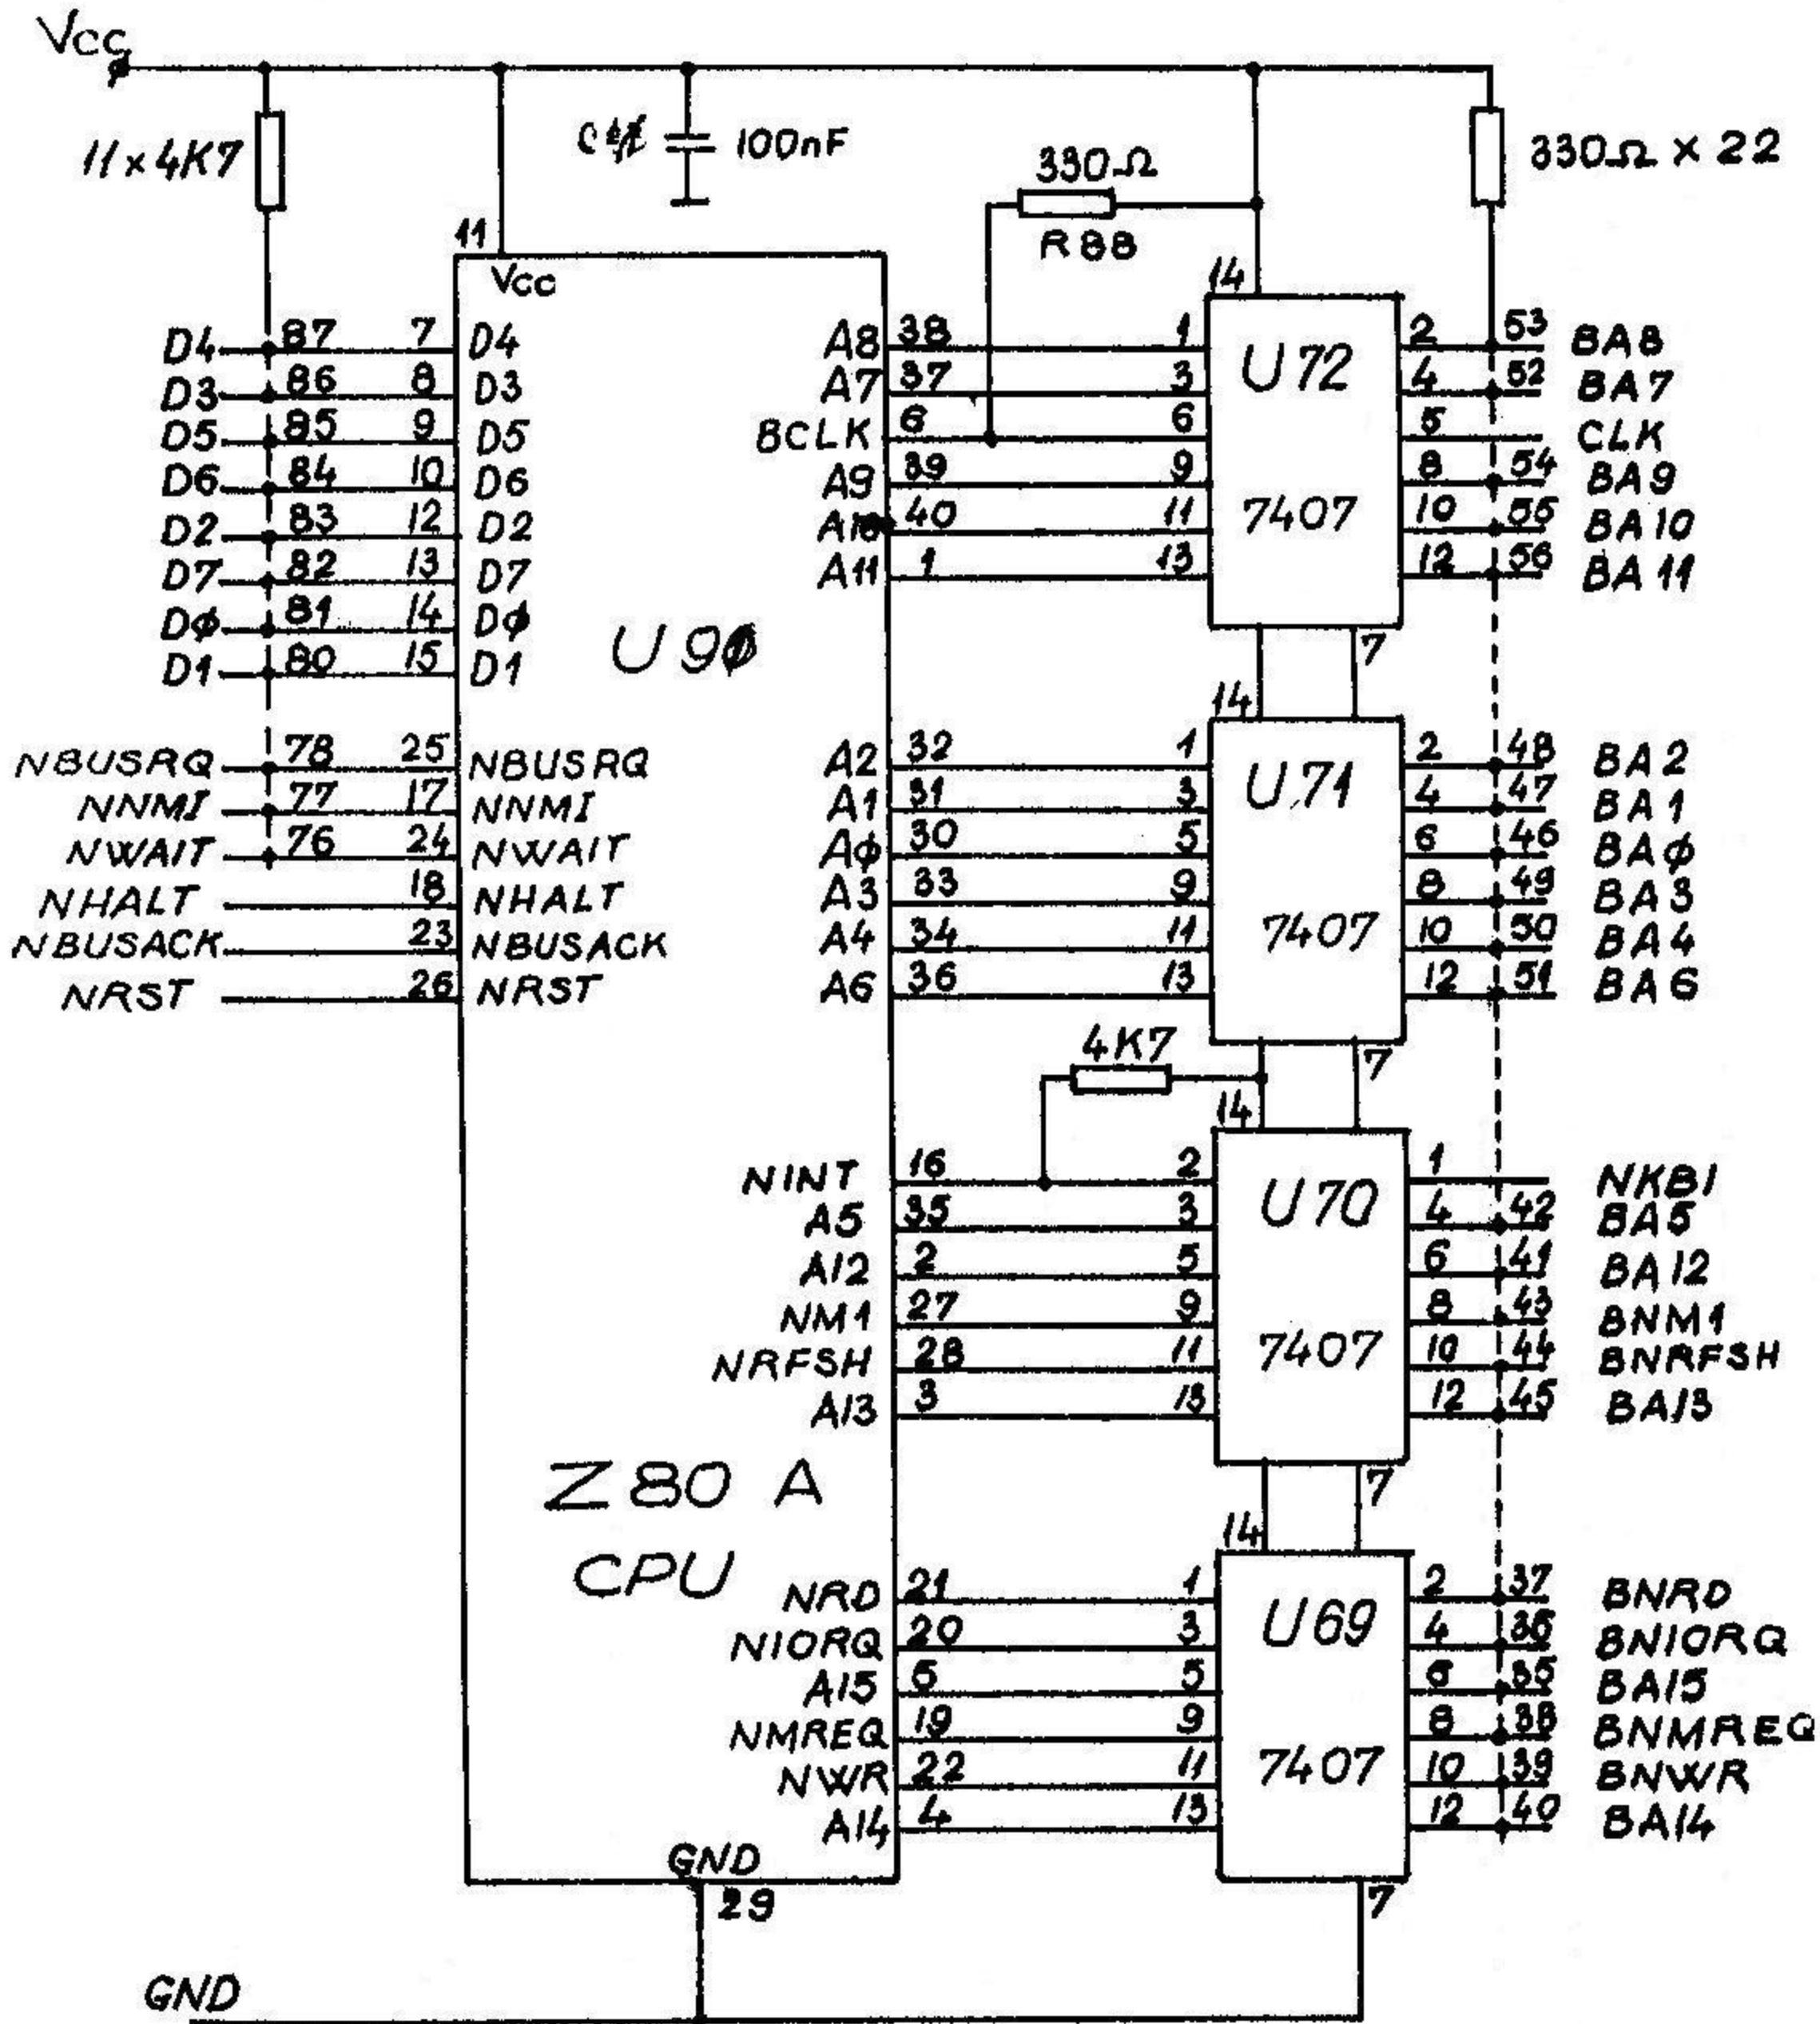 Vcc
11×4K7
100nF
330Ω
R88
330Ω × 22
11
Vcc
14
D4 87 7 D4
D3 86 8 D3
D5 85 9 D5
D6 84 10 D6
D2 83 12 D2
D7 82 13 D7
Dφ 81 14 Dφ
D1 80 15 D1
U9φ
NBUSRQ 78 25 NBUSRQ
NNMI 77 17 NNMI
NWAIT 76 24 NWAIT
NHALT 18 NHALT
NBUSACK 23 NBUSACK
NRST 26 NRST
Z80 A
CPU
A8 38 1 2 53 BA8
A7 37 3 4 52 BA7
BCLK 6 6 5 CLK
A9 39 9 8 54 BA9
A10 40 11 10 55 BA10
A11 1 13 12 56 BA11
U72
7407
7
14
A2 32 1 2 48 BA2
A1 31 3 4 47 BA1
Aφ 30 5 6 46 BAφ
A3 33 9 8 49 BA3
A4 34 11 10 50 BA4
A6 36 13 12 51 BA6
U71
7407
4K7
7
14
NINT 16 2 1 NKBI
A5 35 3 4 42 BA5
A12 2 5 6 41 BA12
NM1 27 9 8 43 BNM1
NRFSH 28 11 10 44 BNRFSH
A13 3 13 12 45 BA13
U70
7407
7
14
NRD 21 1 2 37 BNRD
NIORQ 20 3 4 36 BNIORQ
A15 5 5 6 35 BA15
NMREQ 19 9 8 38 BNMREQ
NWR 22 11 10 39 BNWR
A14 4 13 12 40 BA14
U69
7407
GND
29
7
GND